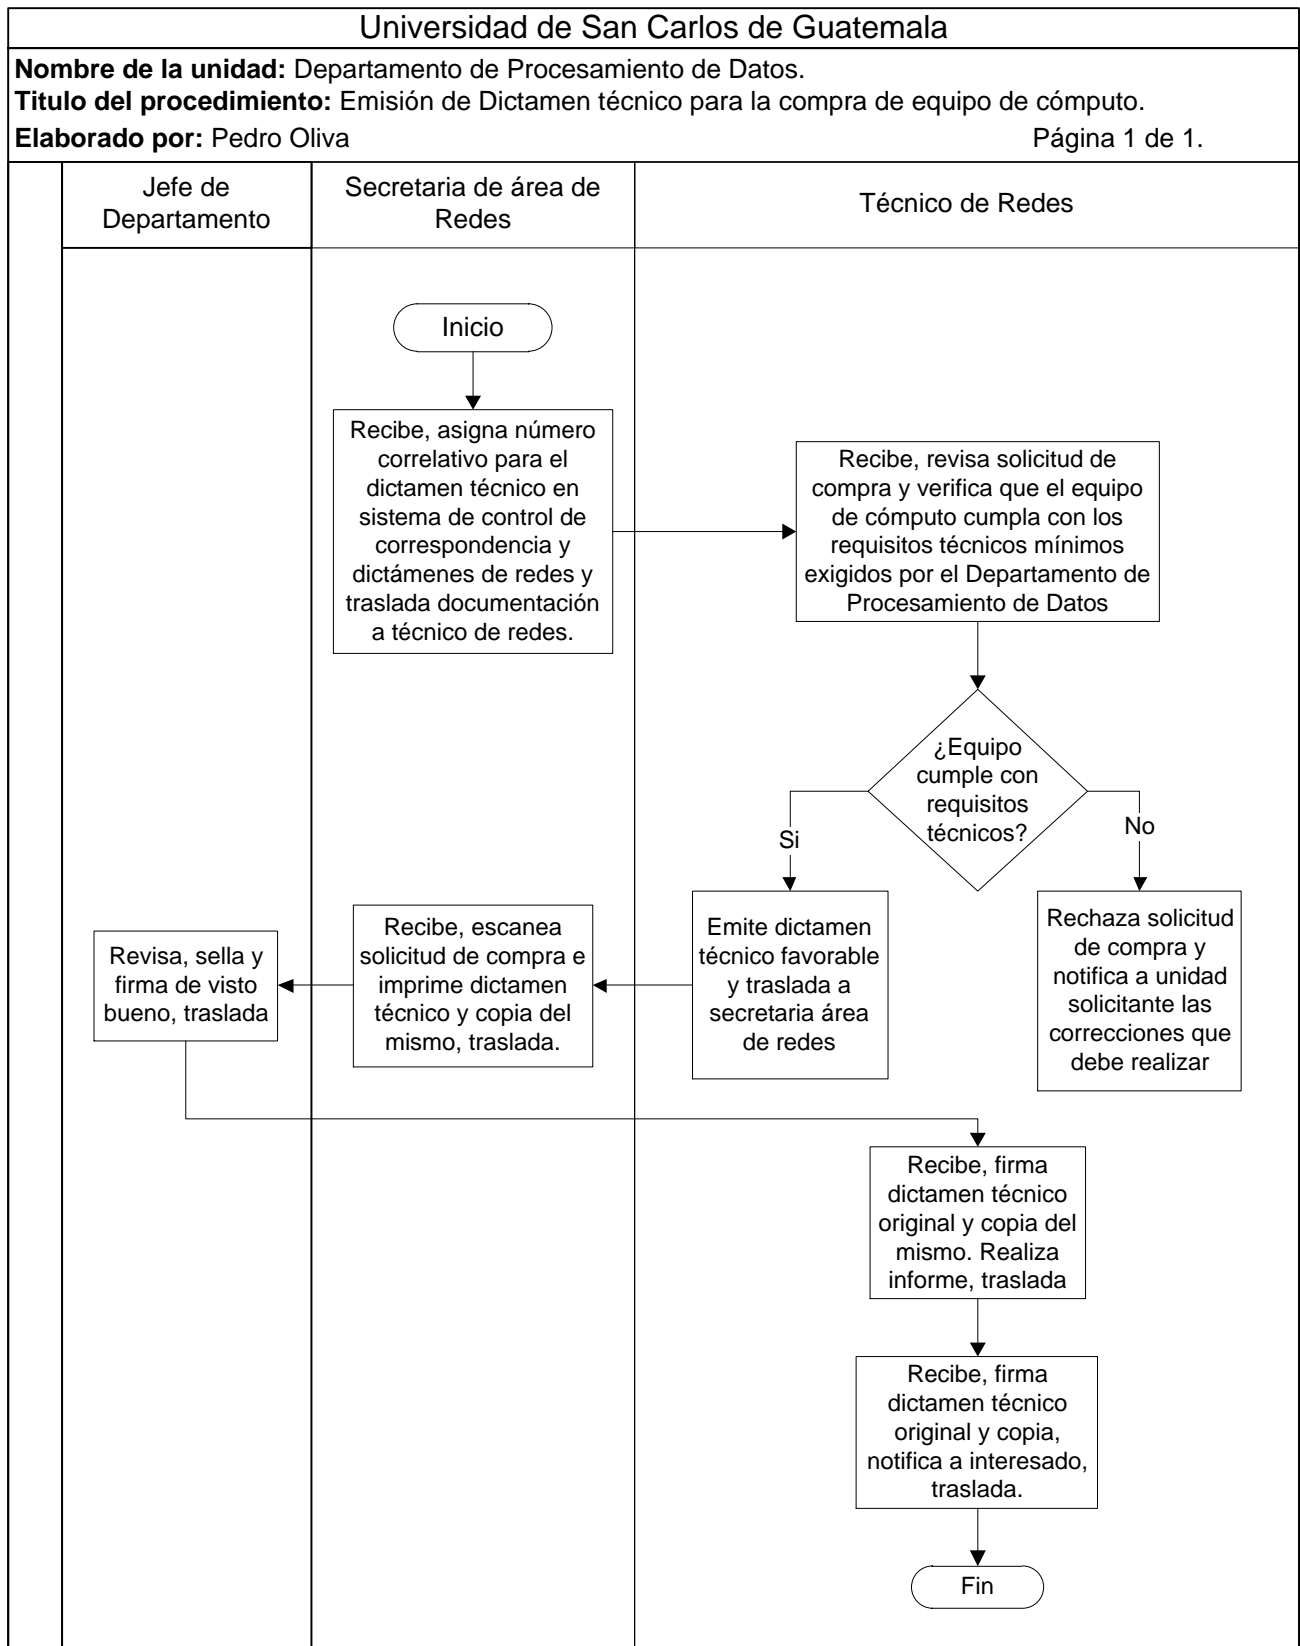 Universidad de San Carlos de Guatemala
Nombre de la unidad: Departamento de Procesamiento de Datos.
Titulo del procedimiento: Emisión de Dictamen técnico para la compra de equipo de cómputo.
Elaborado por: Pedro Oliva Página 1 de 1.
Jefe de
Departamento
Secretaria de área de
Redes
Técnico de Redes
Inicio
Recibe, asigna número
correlativo para el
dictamen técnico en
sistema de control de
correspondencia y
dictámenes de redes y
traslada documentación
a técnico de redes.
Recibe, revisa solicitud de
compra y verifica que el equipo
de cómputo cumpla con los
requisitos técnicos mínimos
exigidos por el Departamento de
Procesamiento de Datos
¿Equipo
cumple con
requisitos
técnicos?
Si
No
Revisa, sella y
firma de visto
bueno, traslada
Recibe, escanea
solicitud de compra e
imprime dictamen
técnico y copia del
mismo, traslada.
Emite dictamen
técnico favorable
y traslada a
secretaria área
de redes
Rechaza solicitud
de compra y
notifica a unidad
solicitante las
correcciones que
debe realizar
Recibe, firma
dictamen técnico
original y copia del
mismo. Realiza
informe, traslada
Recibe, firma
dictamen técnico
original y copia,
notifica a interesado,
traslada.
Fin